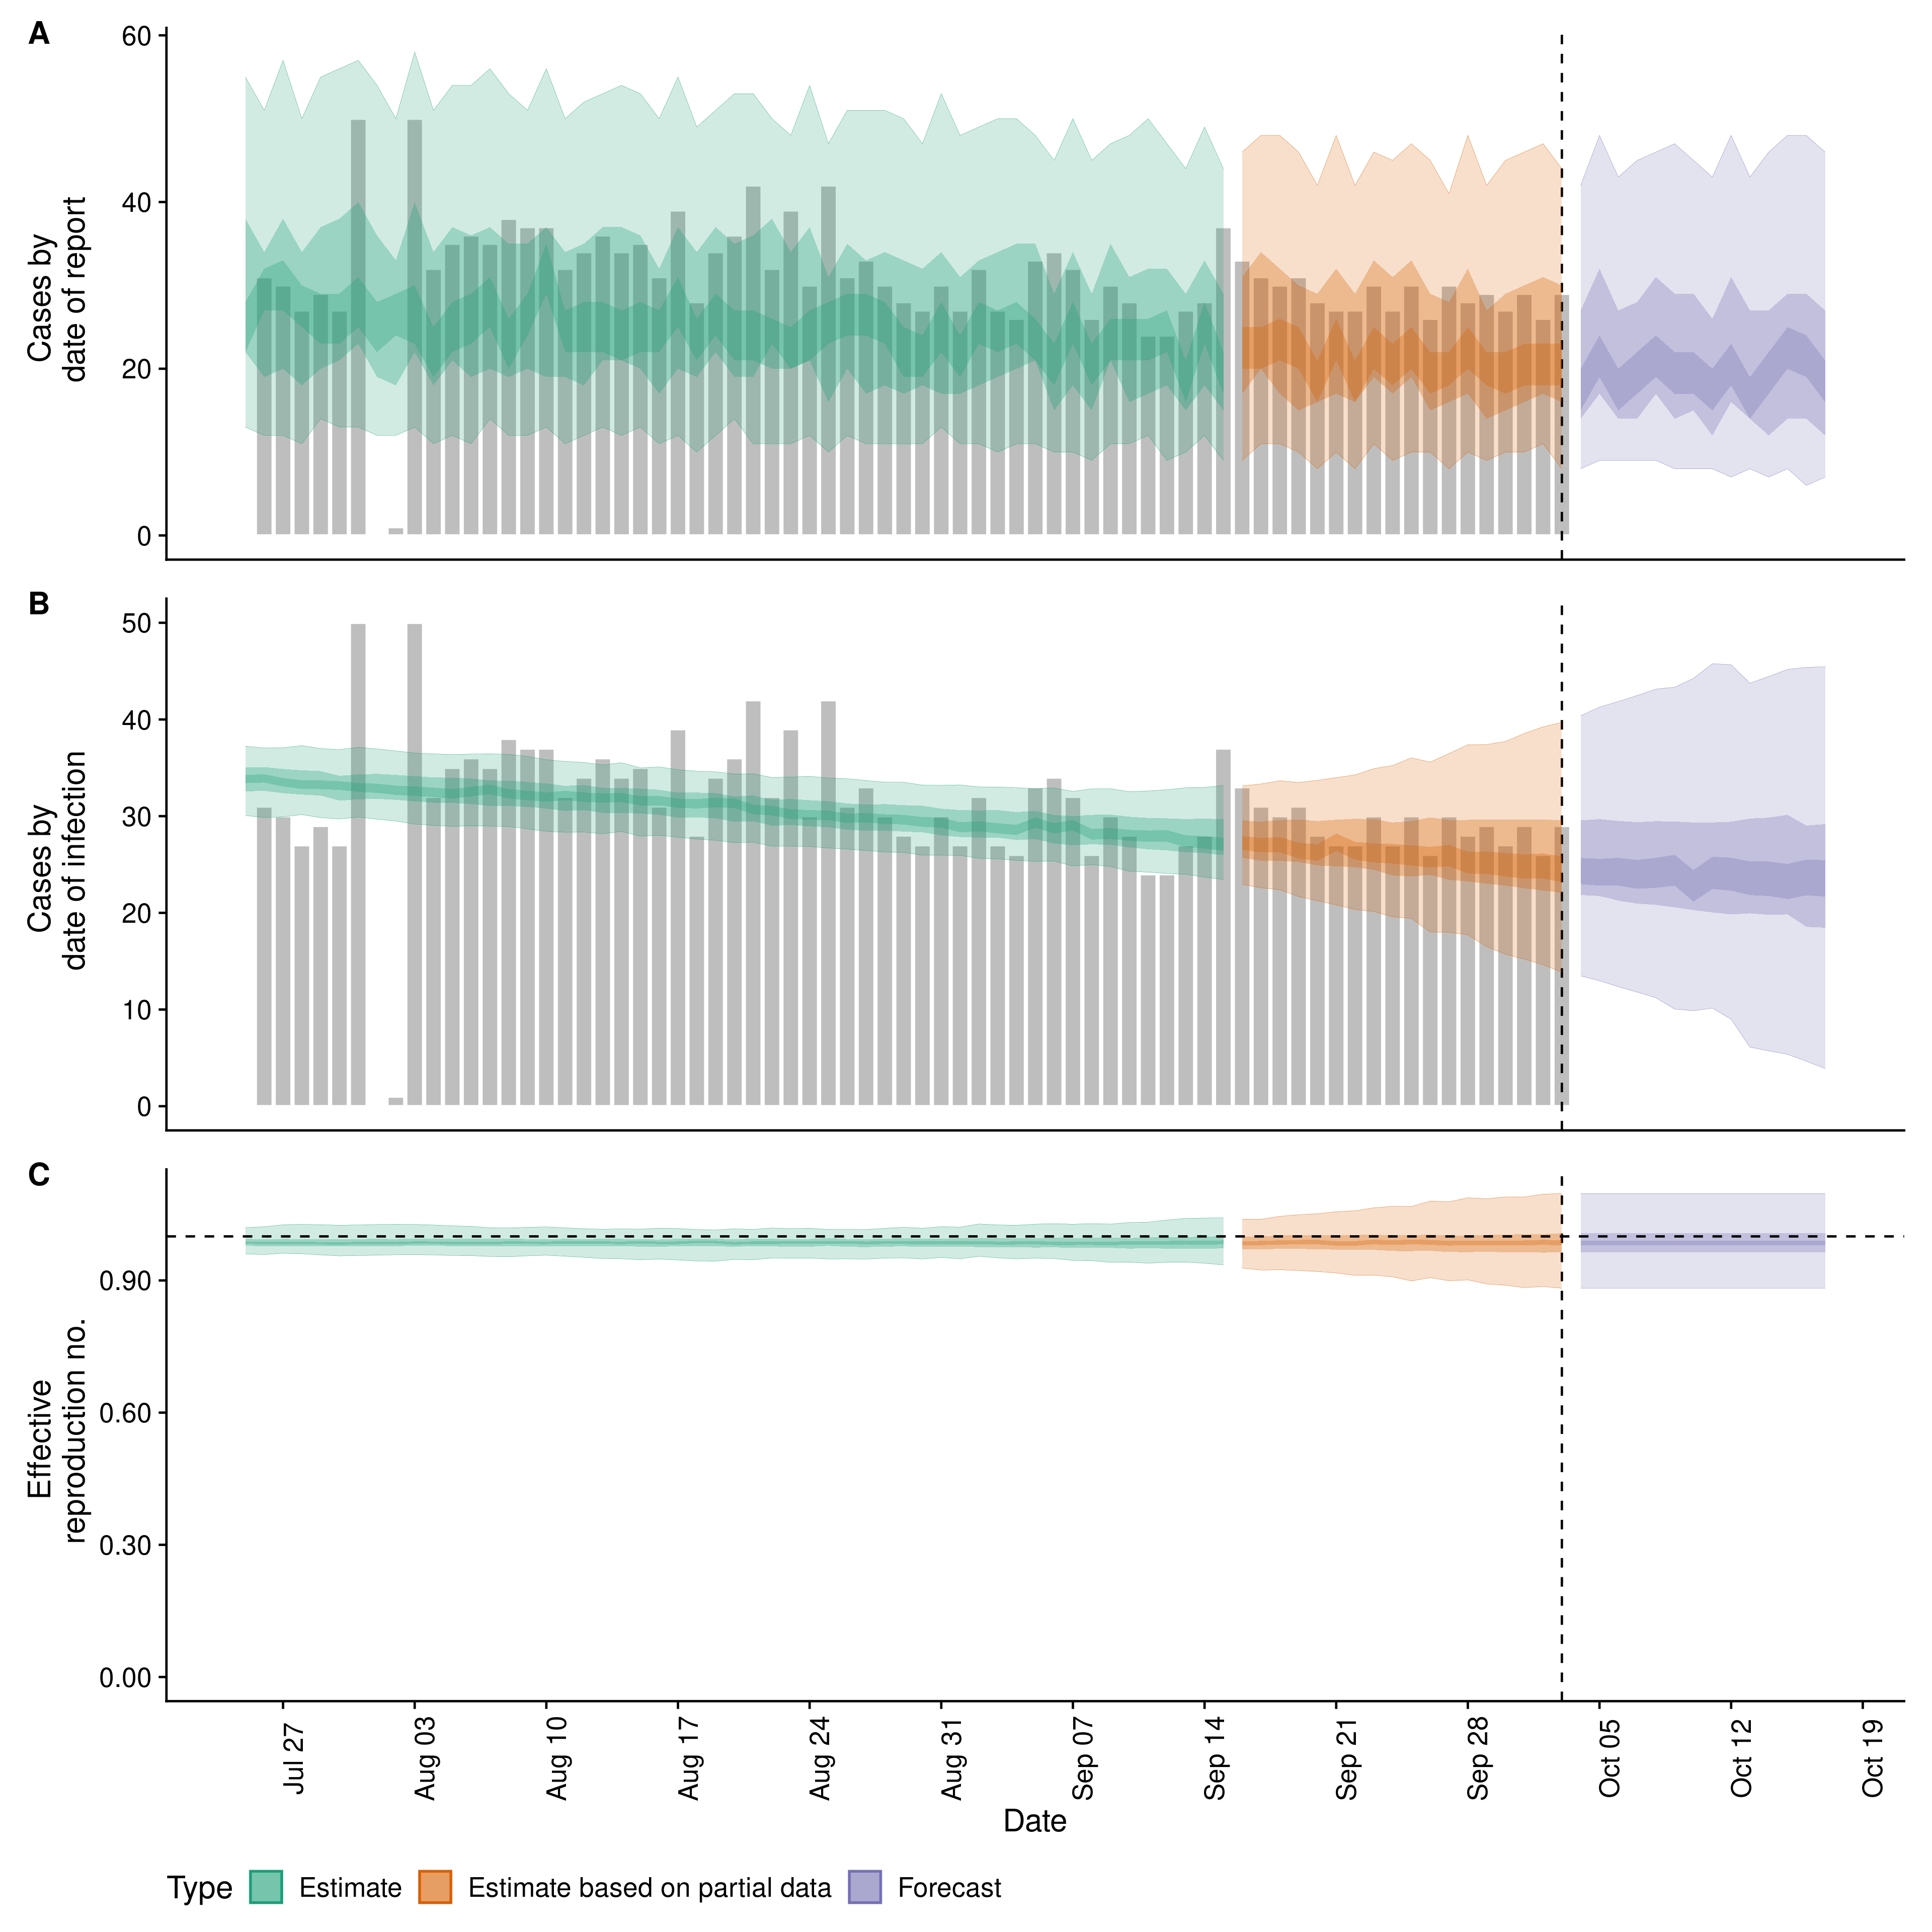 A
60
40
20
0
Cases by
date of report
B
50
40
30
20
10
0
Cases by
date of infection
C
0.90
0.60
0.30
0.00
Effective
reproduction no.
Jul 27
Aug 03
Aug 10
Aug 17
Aug 24
Aug 31
Sep 07
Sep 14
Sep 21
Sep 28
Oct 05
Oct 12
Oct 19
Date
Type Estimate Estimate based on partial data Forecast